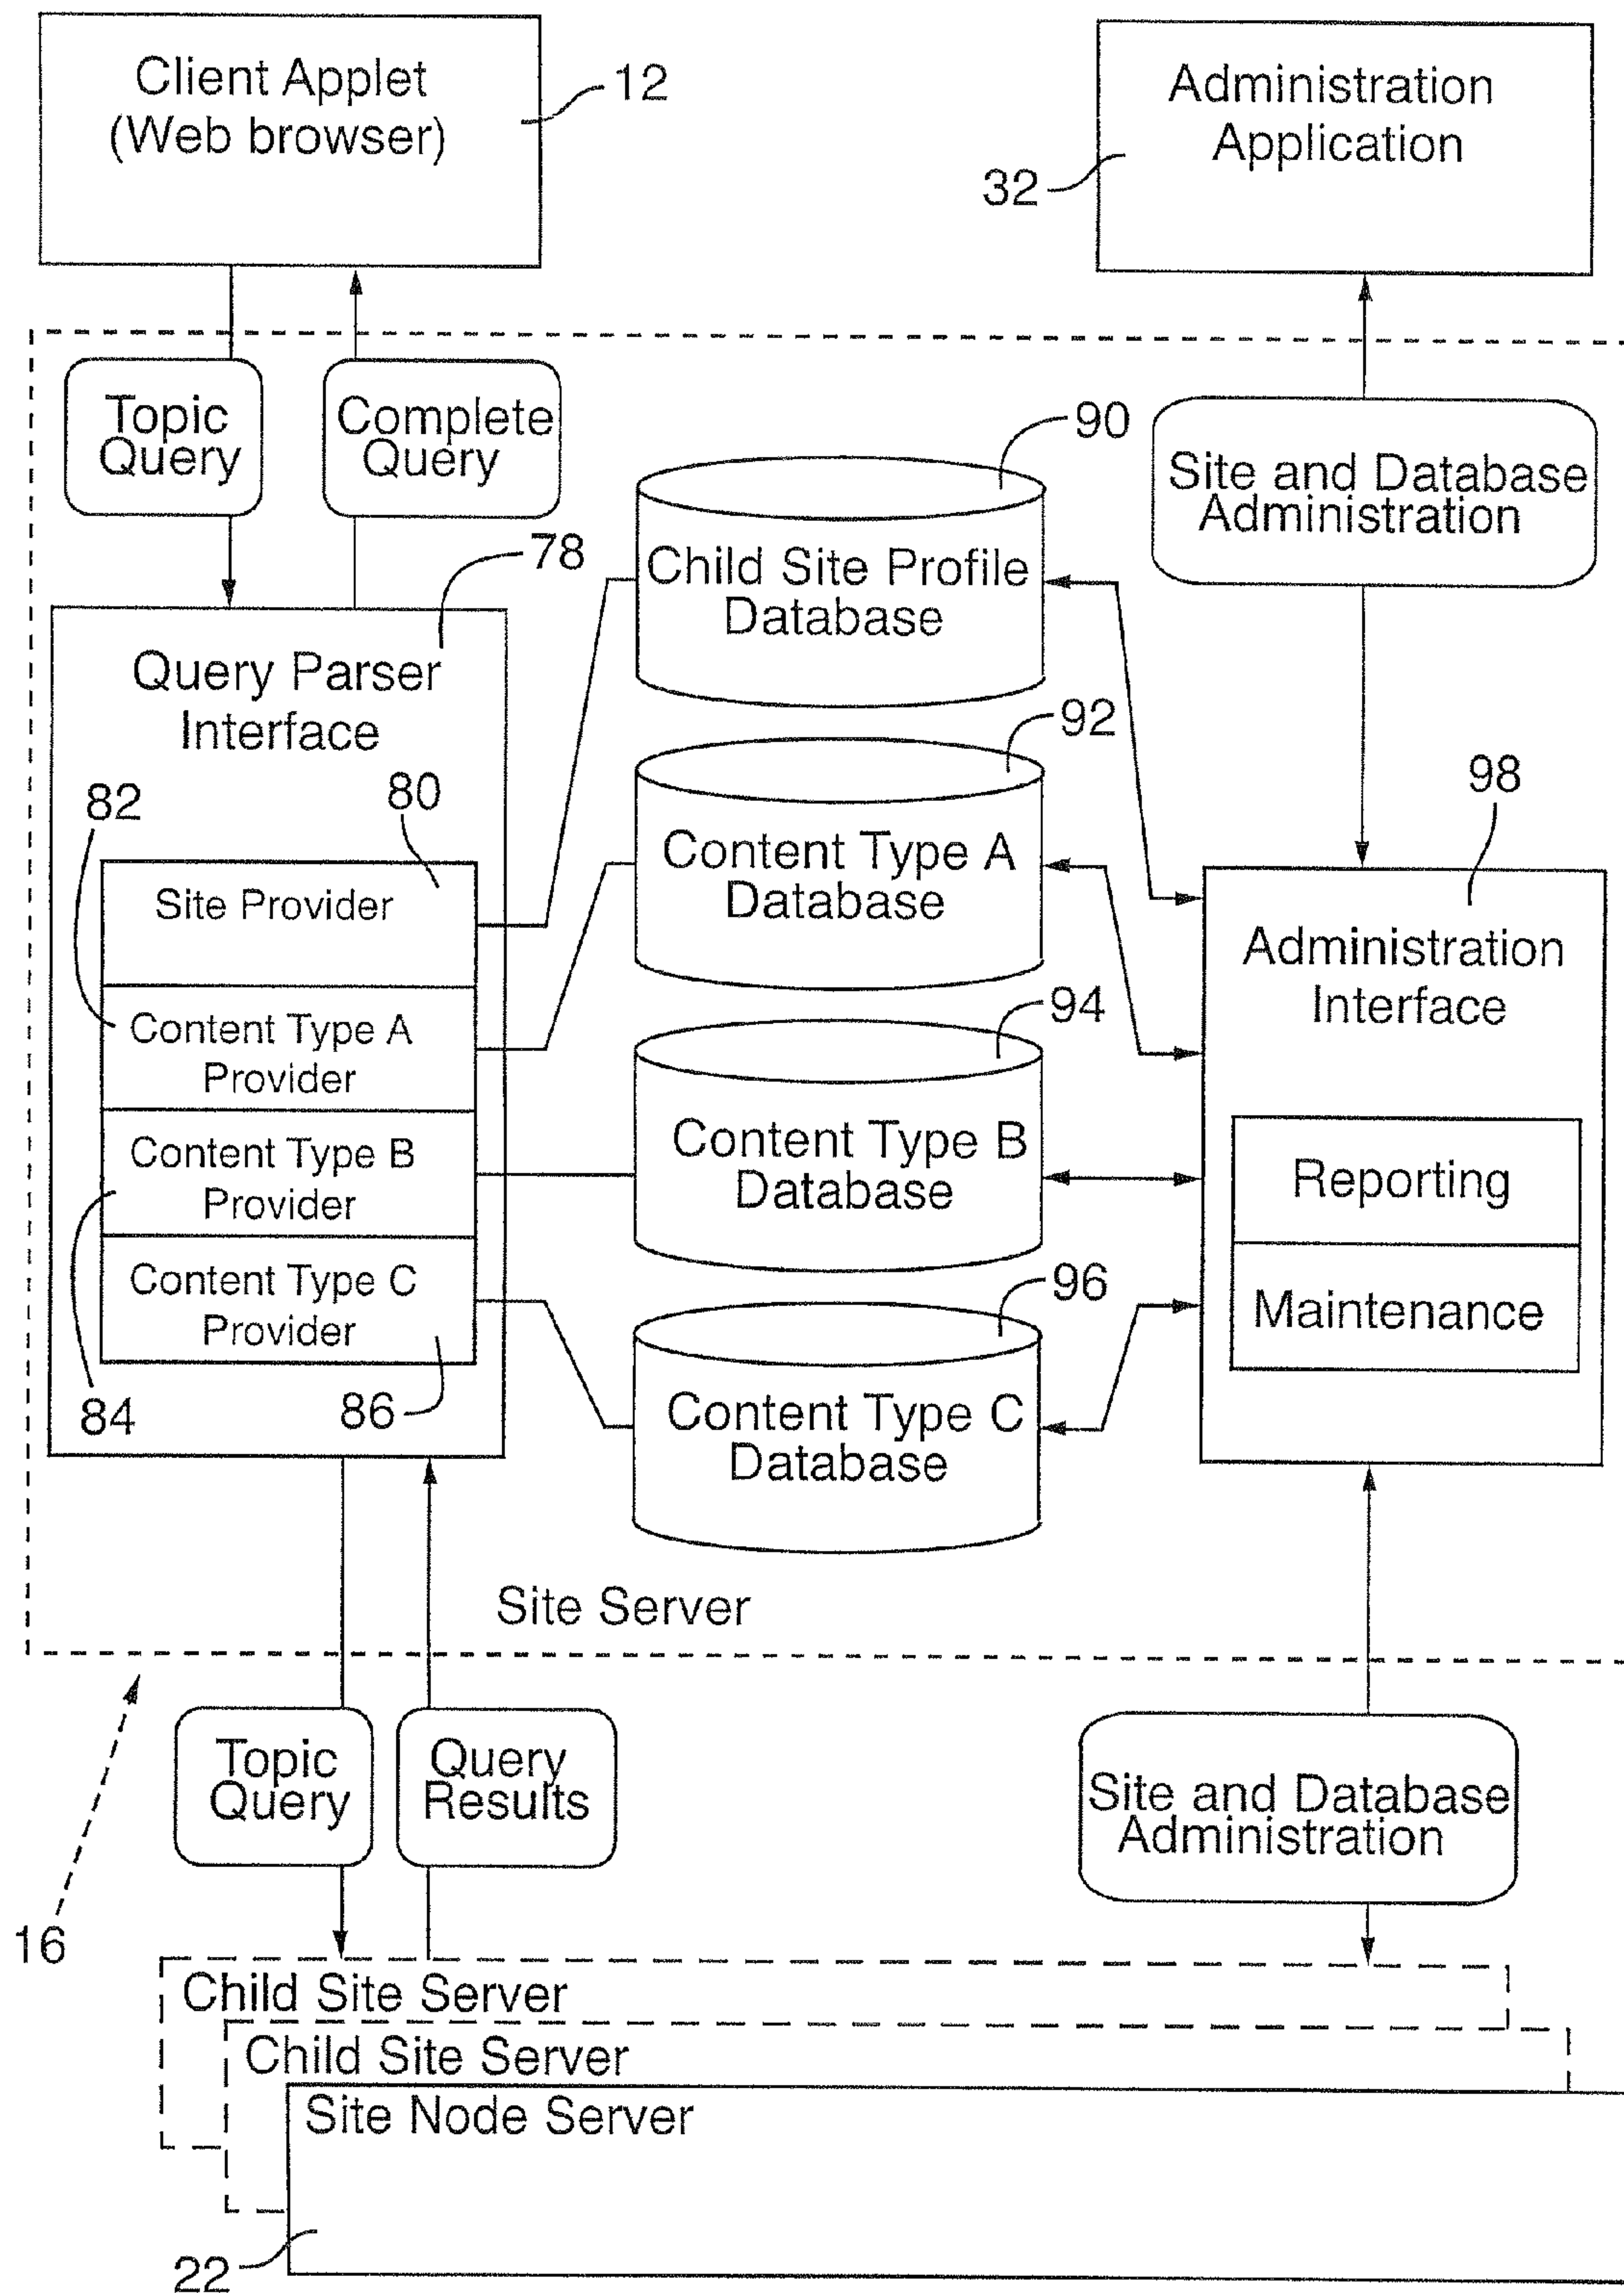 Client Applet
(Web browser)
12
Administration
Application
32
Topic
Query
Complete
Query
90
Site and Database
Administration
78
Child Site Profile
Database
Query Parser
Interface
92
82
80
98
Content Type A
Database
Site Provider
Administration
Interface
94
Content Type A
Provider
Content Type B
Database
Content Type B
Provider
Reporting
96
Content Type C
Provider
Maintenance
84
86
Content Type C
Database
Site Server
Topic
Query
Query
Results
Site and Database
Administration
16
Child Site Server
Child Site Server
Site Node Server
22